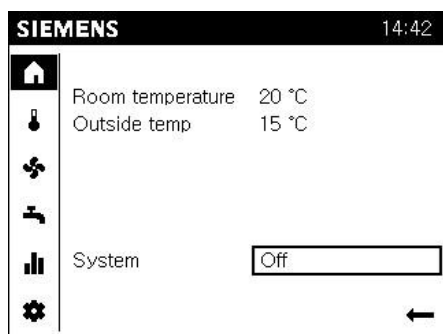 SIEMENS 14:42
Room temperature 20 °C
Outside temp 15 °C
System Off